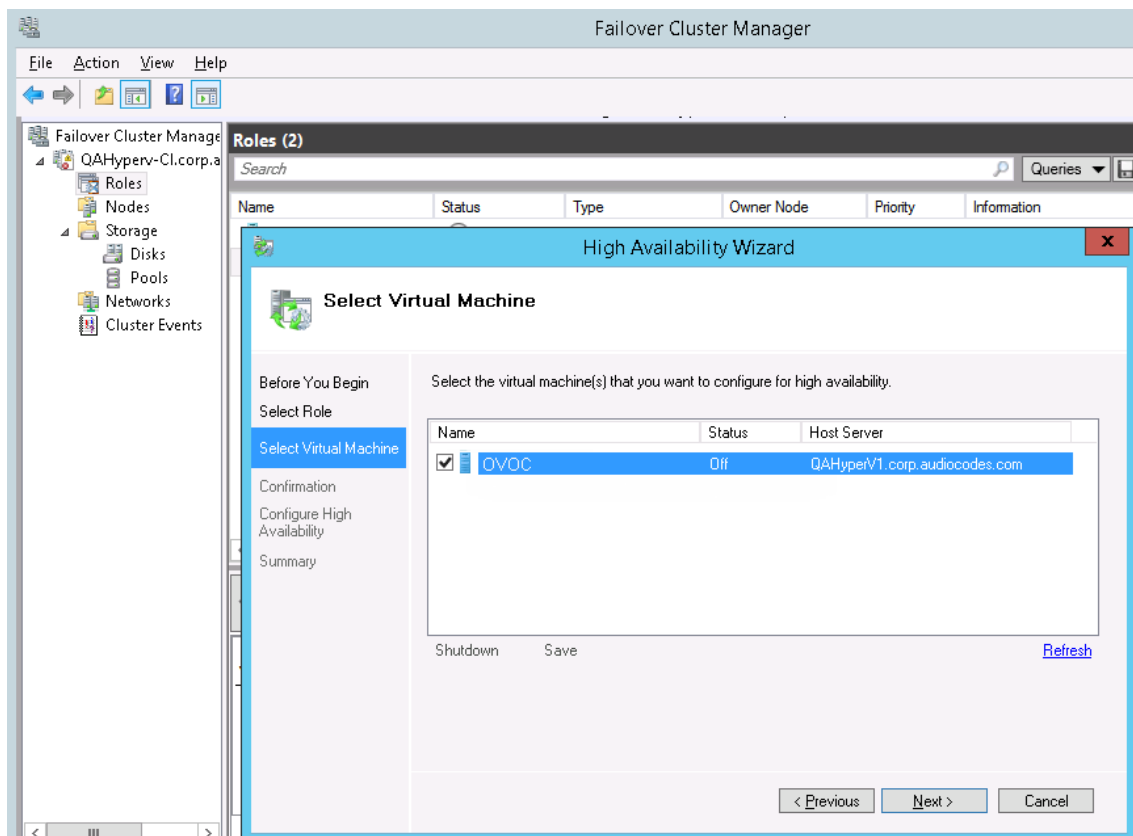 Failover Cluster Manager
File Action View Help
Failover Cluster Manage
QAHyperv-Cl.corp.a
Roles
Nodes
Storage
Disks
Pools
Networks
Cluster Events
Roles (2)
Search
Queries
Name Status Type Owner Node Priority Information
High Availability Wizard
Select Virtual Machine
Before You Begin
Select Role
Select Virtual Machine
Confirmation
Configure High
Availability
Summary
Select the virtual machine(s) that you want to configure for high availability.
Name Status Host Server
OVOC Off QAHyperV1.corp.audiocodes.com
Shutdown Save Refresh
< Previous Next > Cancel